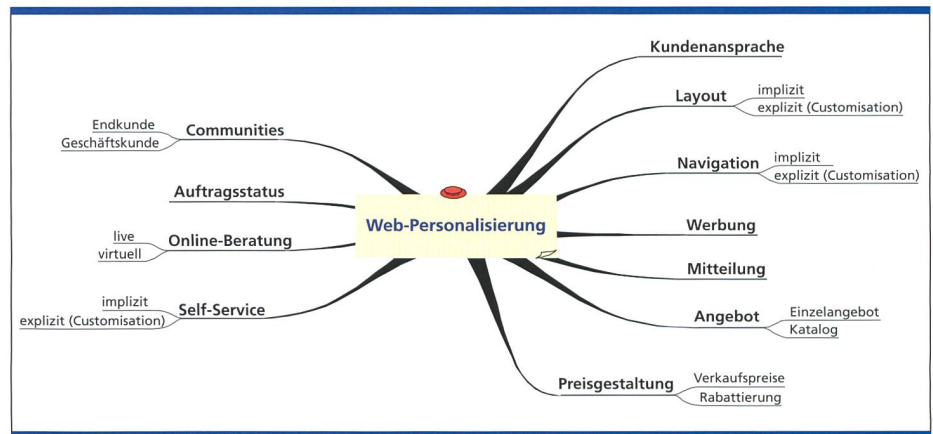 Web-Personalisierung
Kundenansprache
Layout
implizit
explizit (Customisation)
Navigation
implizit
explizit (Customisation)
Werbung
Mitteilung
Angebot
Einzelangebot
Katalog
Preisgestaltung
Verkaufspreise
Rabattierung
Communities
Endkunde
Geschäftskunde
Auftragsstatus
Online-Beratung
live
virtuell
Self-Service
implizit
explizit (Customisation)